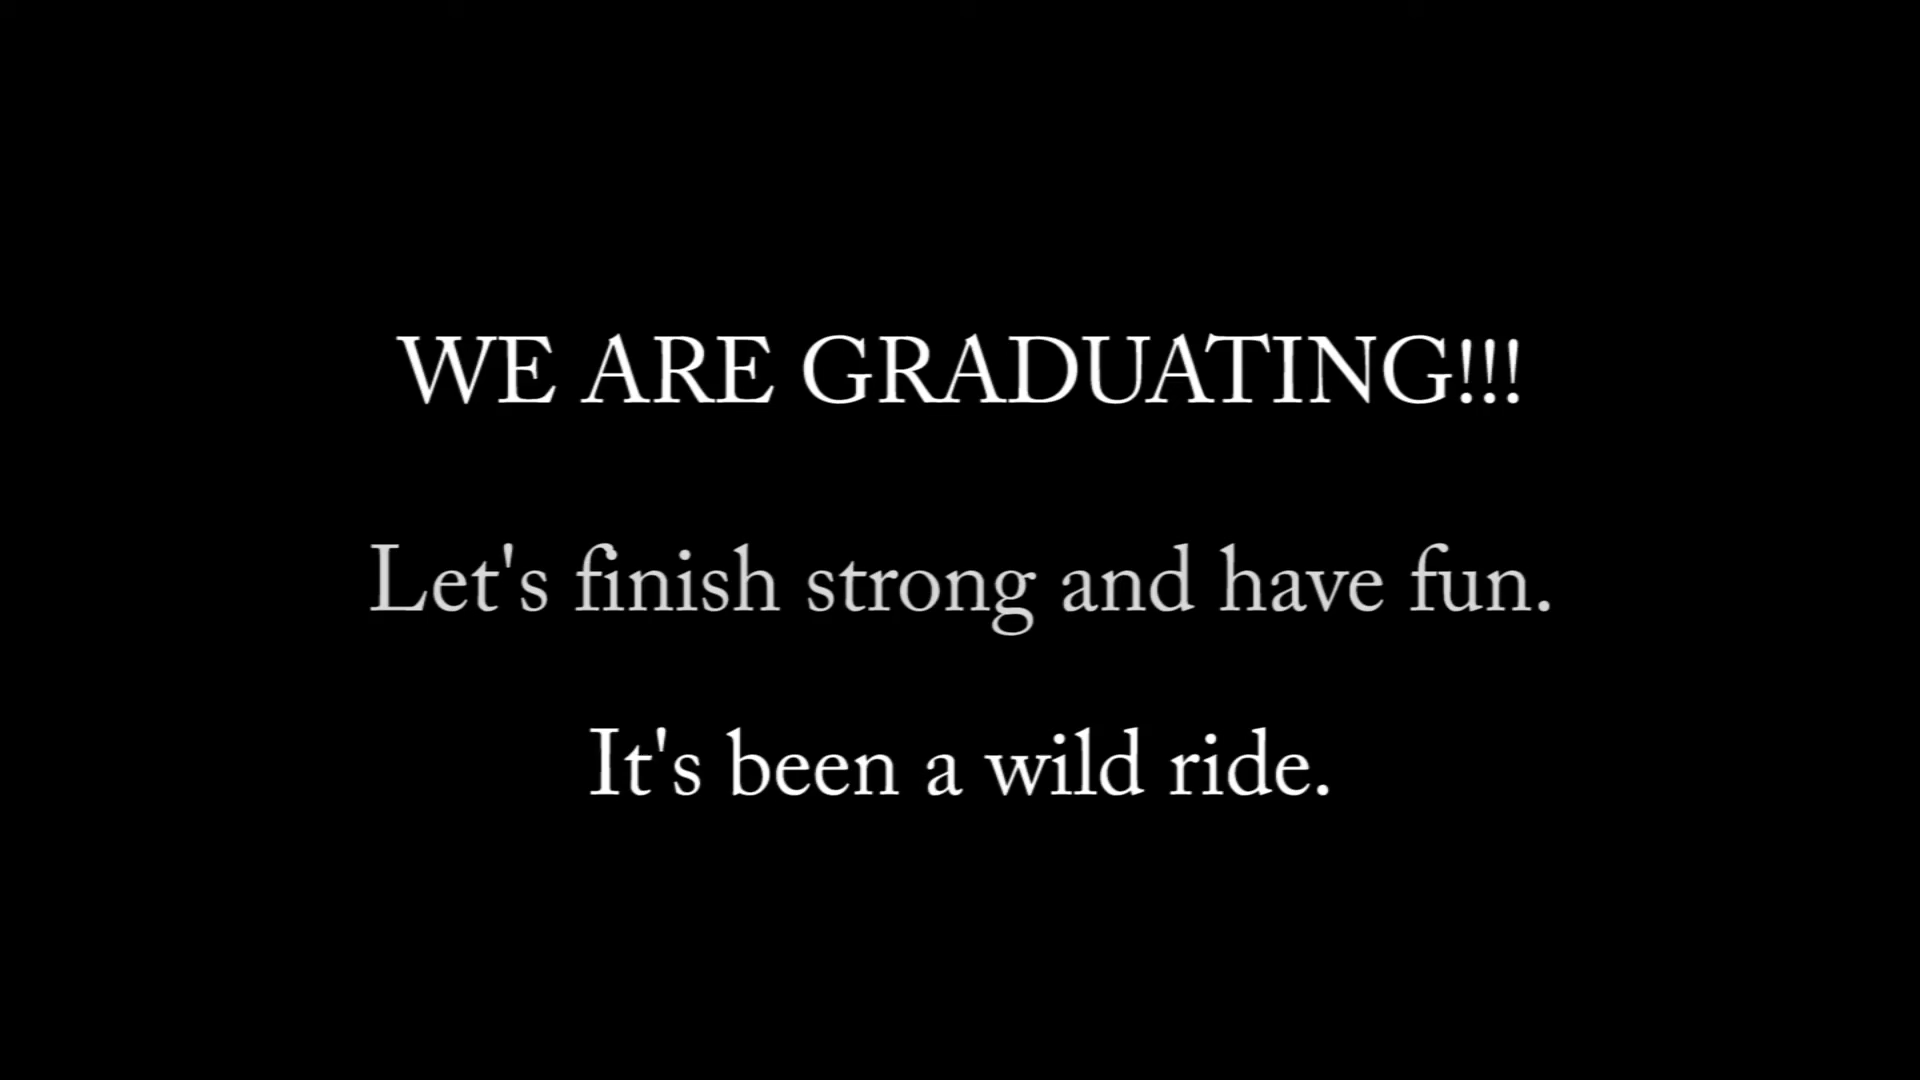 WE ARE GRADUATING!!!
Let's finish strong and have fun.
It's been a wild ride.